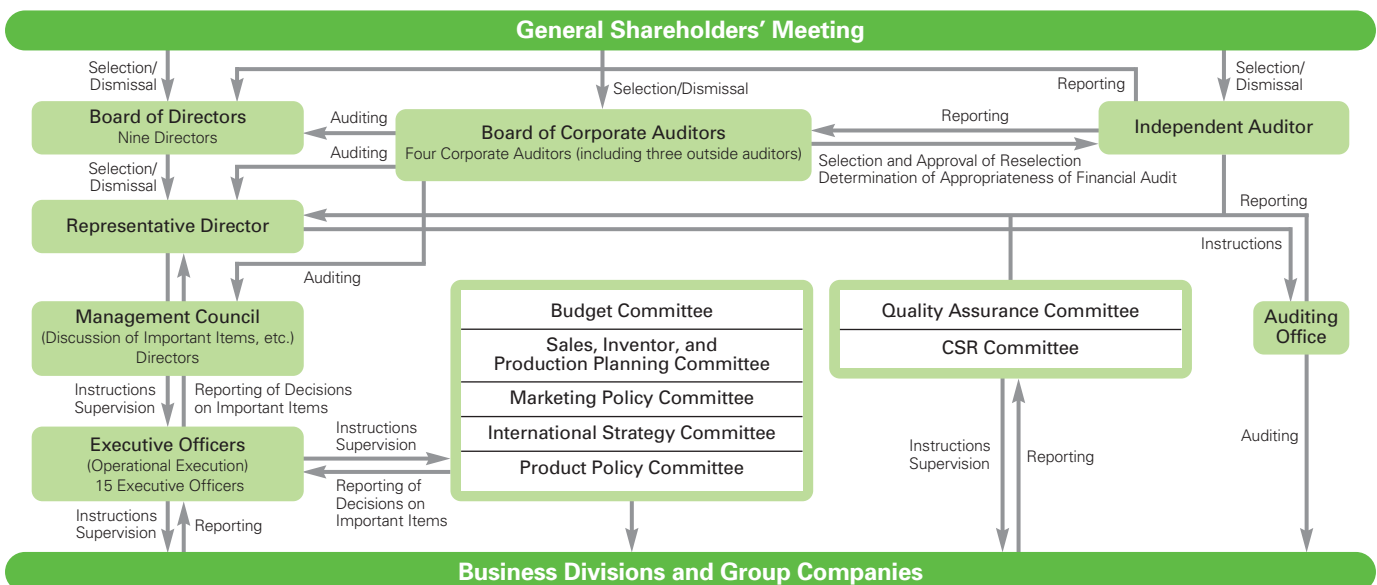 General Shareholders' Meeting
Selection/
Dismissal
Selection/Dismissal
Reporting
Selection/
Dismissal
Board of Directors
Nine Directors
Auditing
Board of Corporate Auditors
Four Corporate Auditors (including three outside auditors)
Reporting
Independent Auditor
Auditing
Selection and Approval of Reselection
Determination of Appropriateness of Financial Audit
Selection/
Dismissal
Representative Director
Reporting
Instructions
Auditing
Management Council
(Discussion of Important Items, etc.)
Directors
Budget Committee
Sales, Inventor, and
Production Planning Committee
Marketing Policy Committee
International Strategy Committee
Product Policy Committee
Quality Assurance Committee
CSR Committee
Auditing
Office
Instructions
Supervision
Reporting of Decisions
on Important Items
Executive Officers
(Operational Execution)
15 Executive Officers
Instructions
Supervision
Reporting of
Decisions on
Important Items
Instructions
Supervision
Reporting
Auditing
Instructions
Supervision
Reporting
Business Divisions and Group Companies